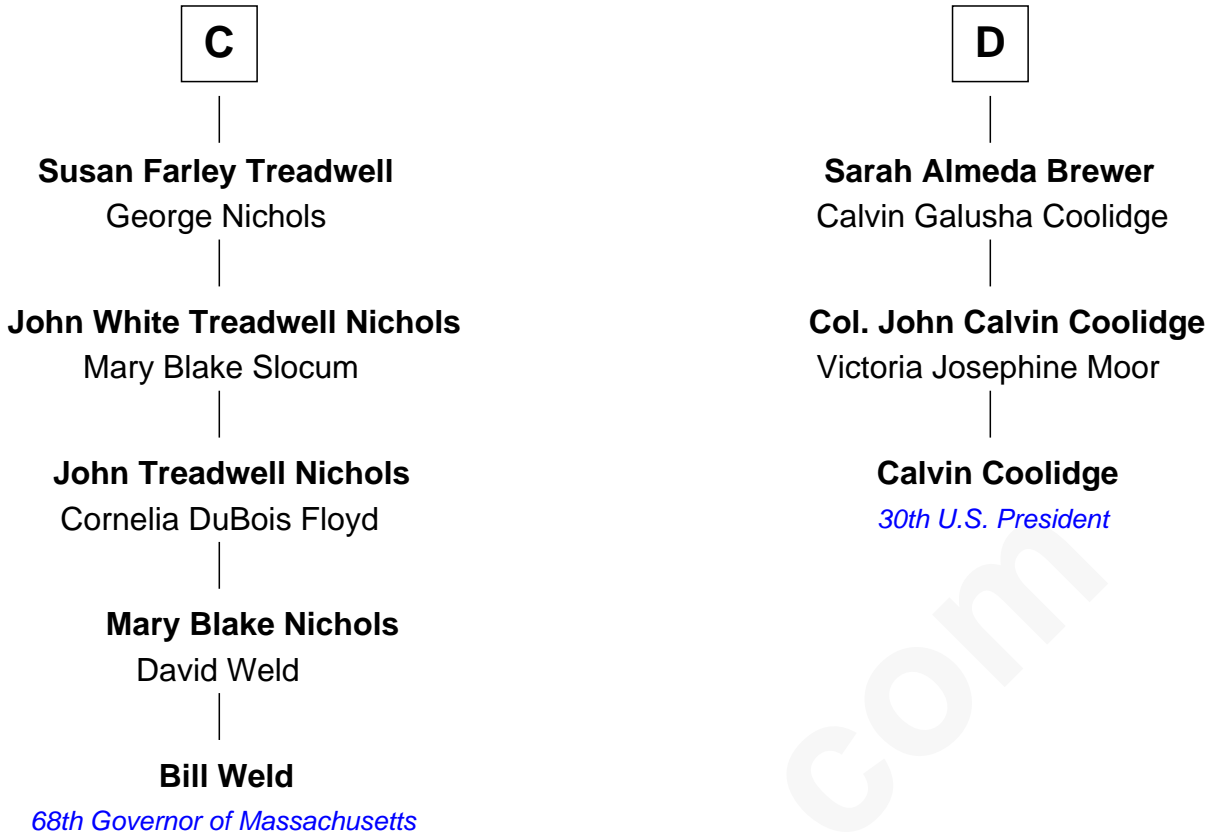 C
Susan Farley Treadwell
George Nichols
John White Treadwell Nichols
Mary Blake Slocum
John Treadwell Nichols
Cornelia DuBois Floyd
Mary Blake Nichols
David Weld
Bill Weld
68th Governor of Massachusetts
D
Sarah Almeda Brewer
Calvin Galusha Coolidge
Col. John Calvin Coolidge
Victoria Josephine Moor
Calvin Coolidge
30th U.S. President
com